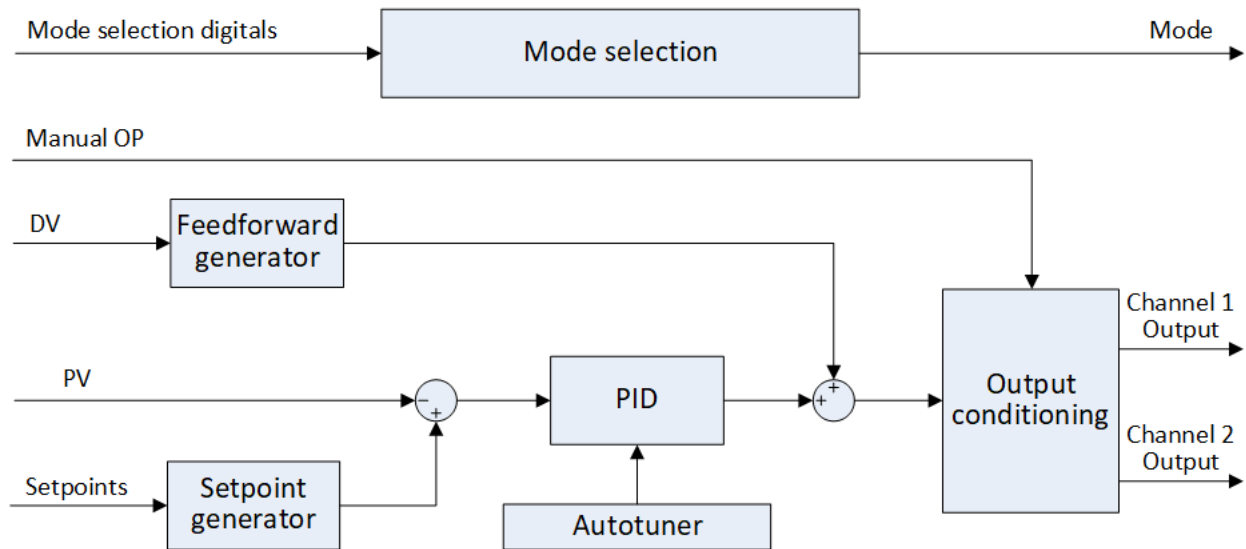 Mode selection digitals
Mode selection
Mode
Manual OP
DV
Feedforward
generator
Channel 1
Output
PV
−
+
PID
+
+
Output
conditioning
Channel 2
Output
Setpoints
Setpoint
generator
Autotuner